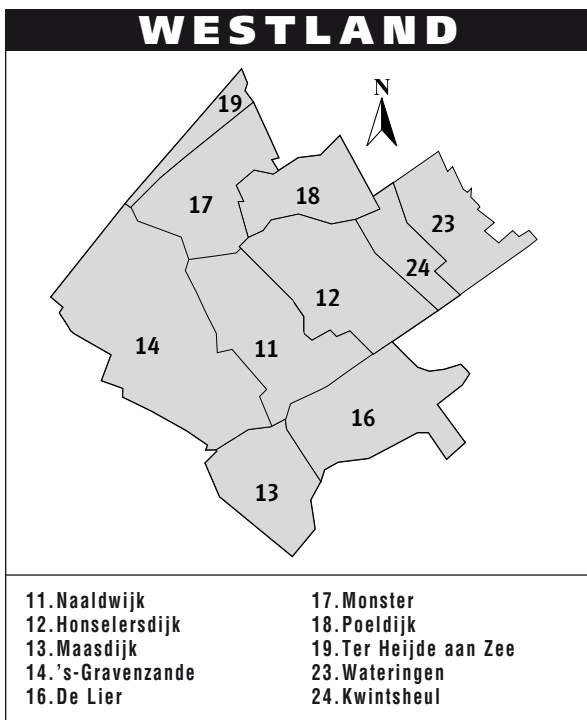 WESTLAND
N
19
17
18
23
24
12
14
11
16
13
11.Naaldwijk
12.Honselersdijk
13.Maasdijk
14.'s-Gravenzande
16.De Lier
17.Monster
18.Poeldijk
19.Ter Heijde aan Zee
23.Wateringen
24.Kwintsheul